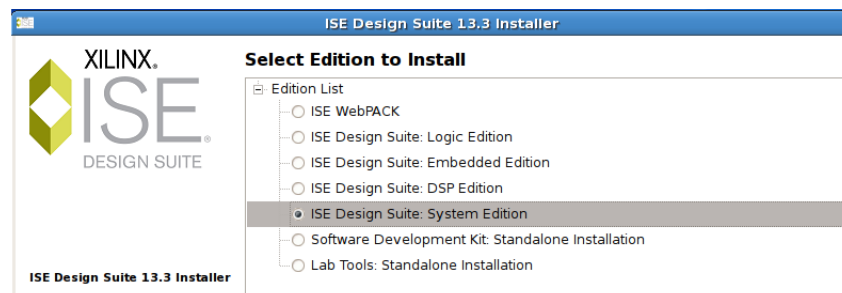 ISE Design Suite 13.3 Installer
XILINX.
ISE
DESIGN SUITE
ISE Design Suite 13.3 Installer
Select Edition to Install
Edition List
ISE WebPACK
ISE Design Suite: Logic Edition
ISE Design Suite: Embedded Edition
ISE Design Suite: DSP Edition
ISE Design Suite: System Edition
Software Development Kit: Standalone Installation
Lab Tools: Standalone Installation